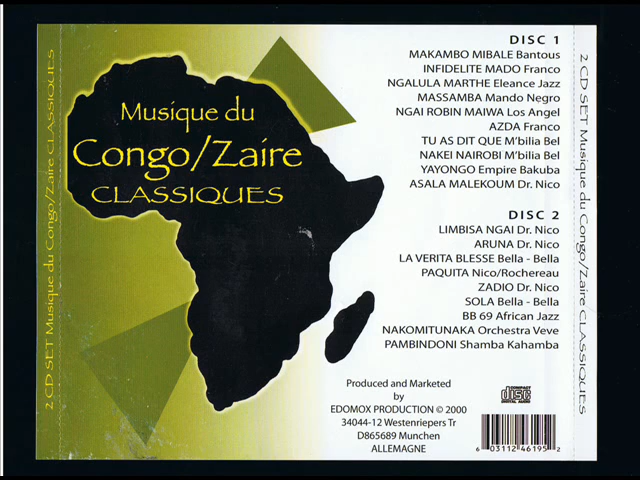 Musique du
Congo/Zaire
CLASSIQUES
DISC 1
MAKAMBO MIBALE Bantous
INFIDELITE MADO Franco
NGALULA MARTHE Eleance Jazz
MASSAMBA Mando Negro
NGAI ROBIN MAIWA Los Angel
AZDA Franco
TU AS DIT QUE M'bilia Bel
NAKEI NAIROBI M'bilia Bel
YAYONGO Empire Bakuba
ASALA MALEKOUM Dr. Nico
DISC 2
LIMBISA NGAI Dr. Nico
ARUNA Dr. Nico
LA VERITA BLESSE Bella - Bella
PAQUITA Nico/Rochereau
ZADIO Dr. Nico
SOLA Bella - Bella
BB 69 African Jazz
NAKOMITUNAKA Orchestra Veve
PAMBINDONI Shamba Kahamba
Produced and Marketed
by
EDOMOX PRODUCTION © 2000
34044-12 Westenriepers Tr
D865689 Munchen
ALLEMAGNE
COMPACT
disc
DIGITAL AUDIO
6 03112 46195 2
2 CD SET Musique du Congo/Zaire CLASSIQUES
2 CD SET Musique du Congo/Zaire CLASSIQUES